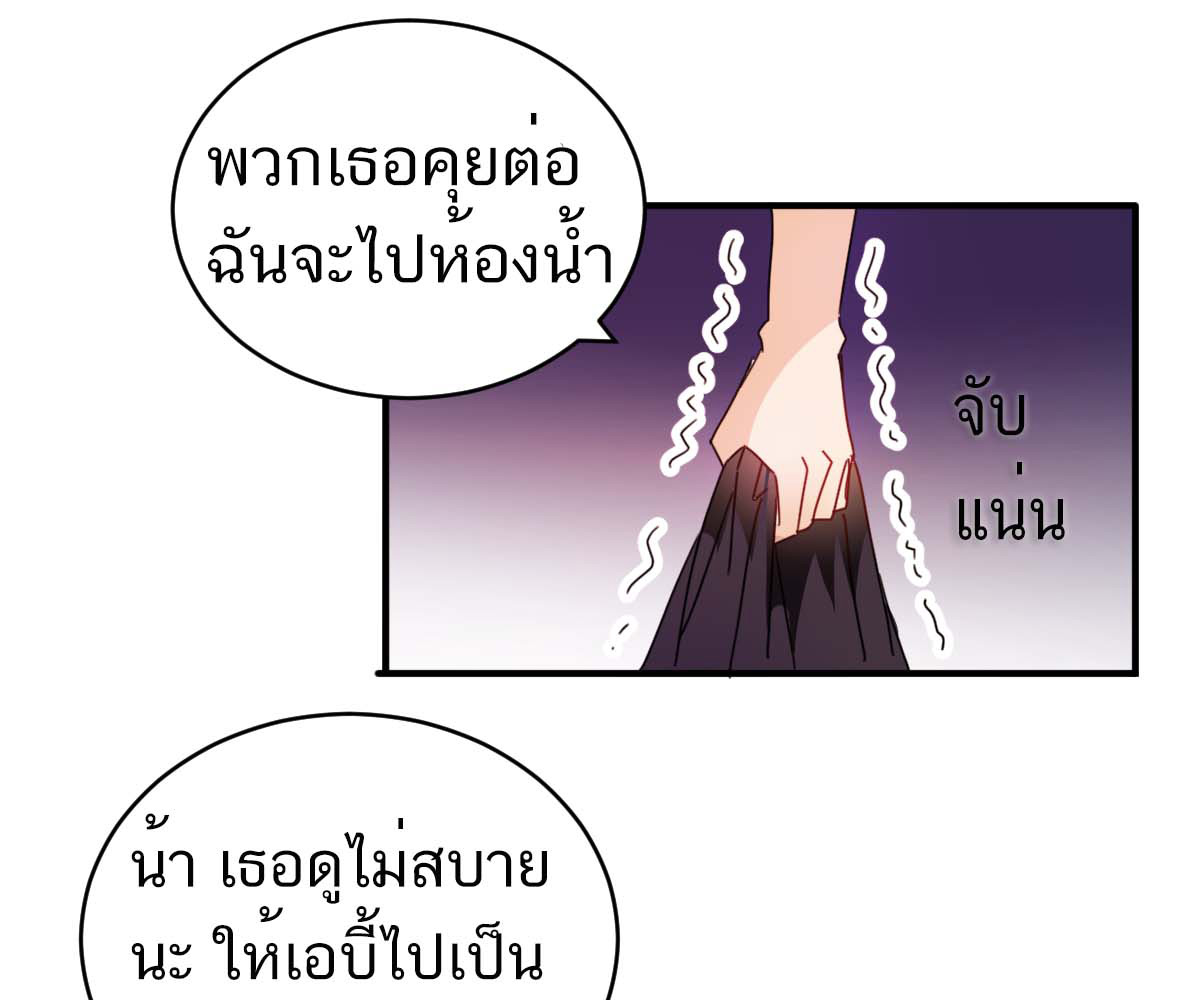 พวกเธอคุยต่อ
ฉันจะไปห้องน้ำ
จับ
แน่น
น้า เธอดูไม่สบาย
นะ ให้เอบี้ไปเป็น